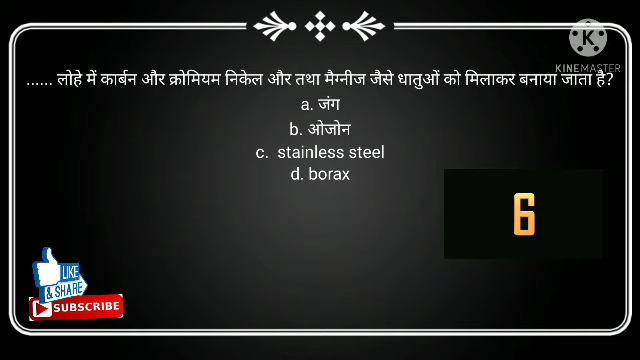 K
KINEMASTER
...... लोहे में कार्बन और क्रोमियम निकेल और तथा मैग्नीज जैसे धातुओं को मिलाकर बनाया जाता है?
a. जंग
b. ओजोन
c. stainless steel
d. borax
6
LIKE
& SHARE
SUBSCRIBE